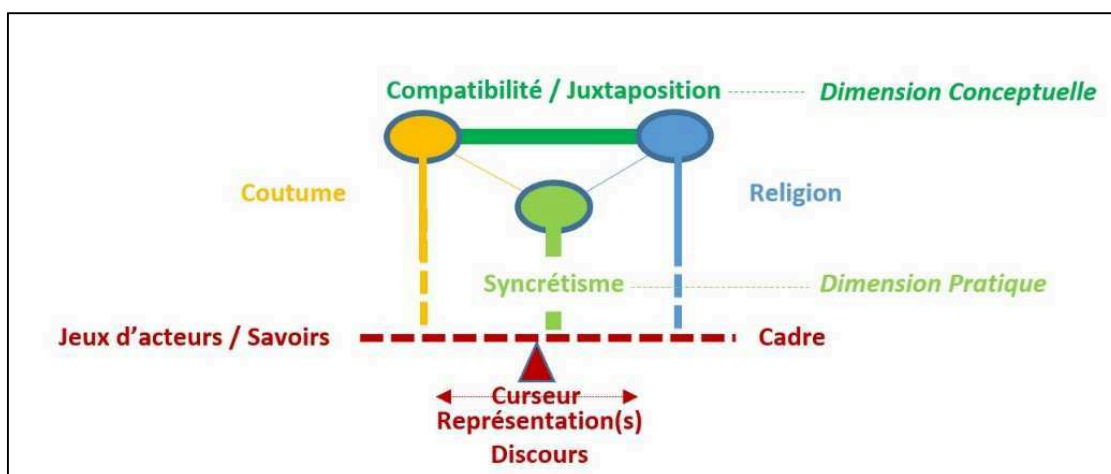 Compatibilité / Juxtaposition
Dimension Conceptuelle
Coutume
Religion
Syncrétisme
Dimension Pratique
Jeux d'acteurs / Savoirs
Cadre
Curseur
Représentation(s)
Discours